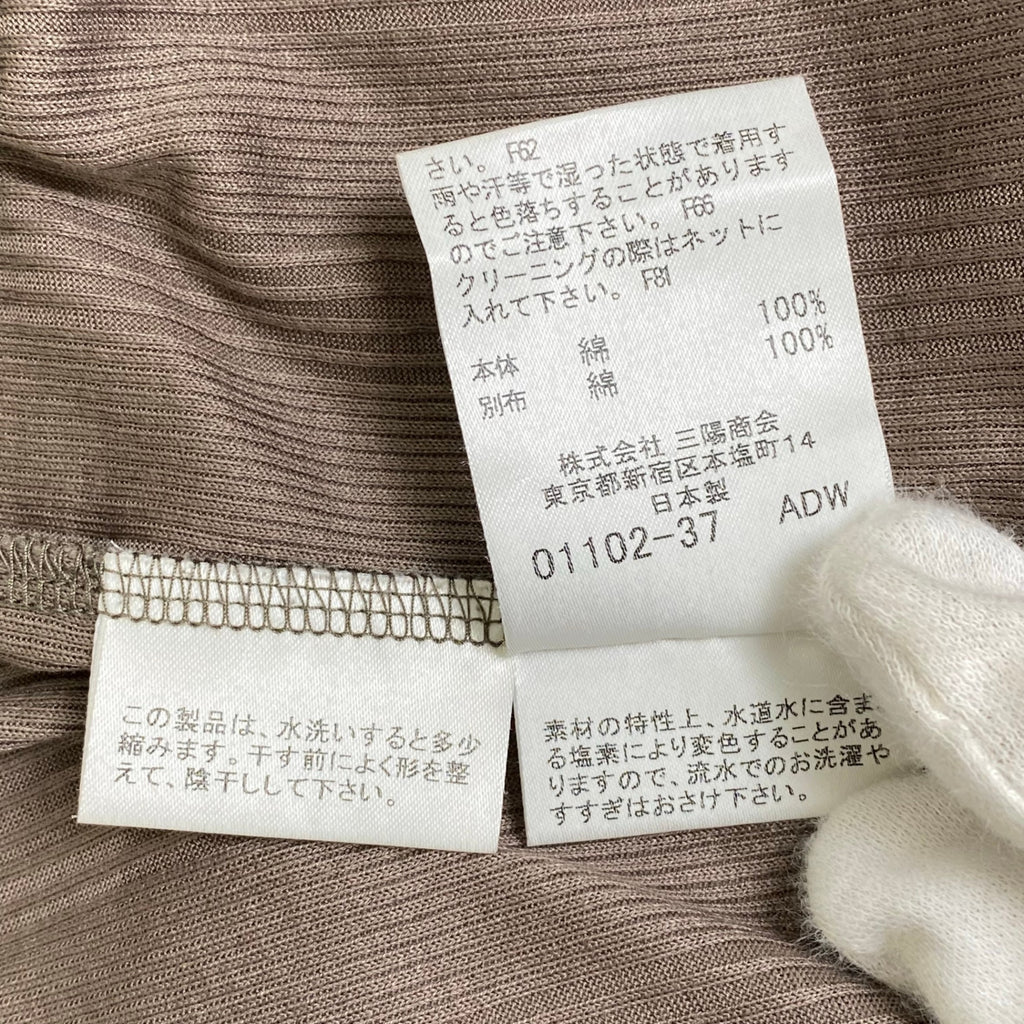 さい。 F62
雨や汗等で湿った状態で着用す
ると色落ちすることがあります
のでご注意下さい。 F66
クリーニングの際はネットに
入れて下さい。 F81
本体 綿 100%
別布 綿 100%
株式会社 三陽商会
東京都新宿区本塩町14
日本製
01102-37 ADW
この製品は、水洗いすると多少
縮みます。干す前によく形を整
えて、陰干しして下さい。
素材の特性上、水道水に含ま
る塩素により変色することがあ
りますので、流水でのお洗濯や
すすぎはおさけ下さい。